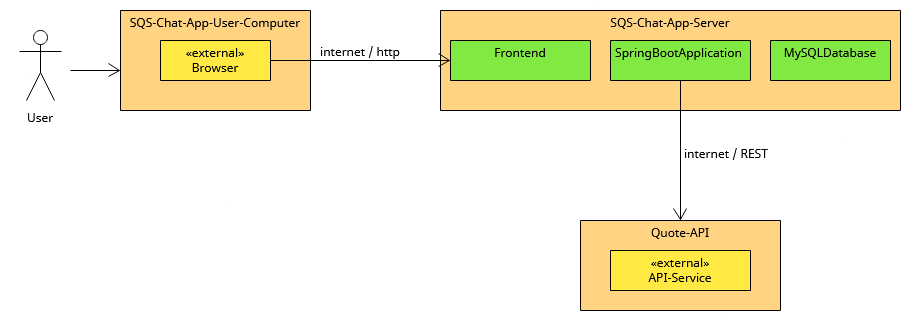 SQS-Chat-App-User-Computer
SQS-Chat-App-Server
«external»
Browser
internet / http
Frontend
SpringBootApplication
MySQLDatabase
User
internet / REST
Quote-API
«external»
API-Service